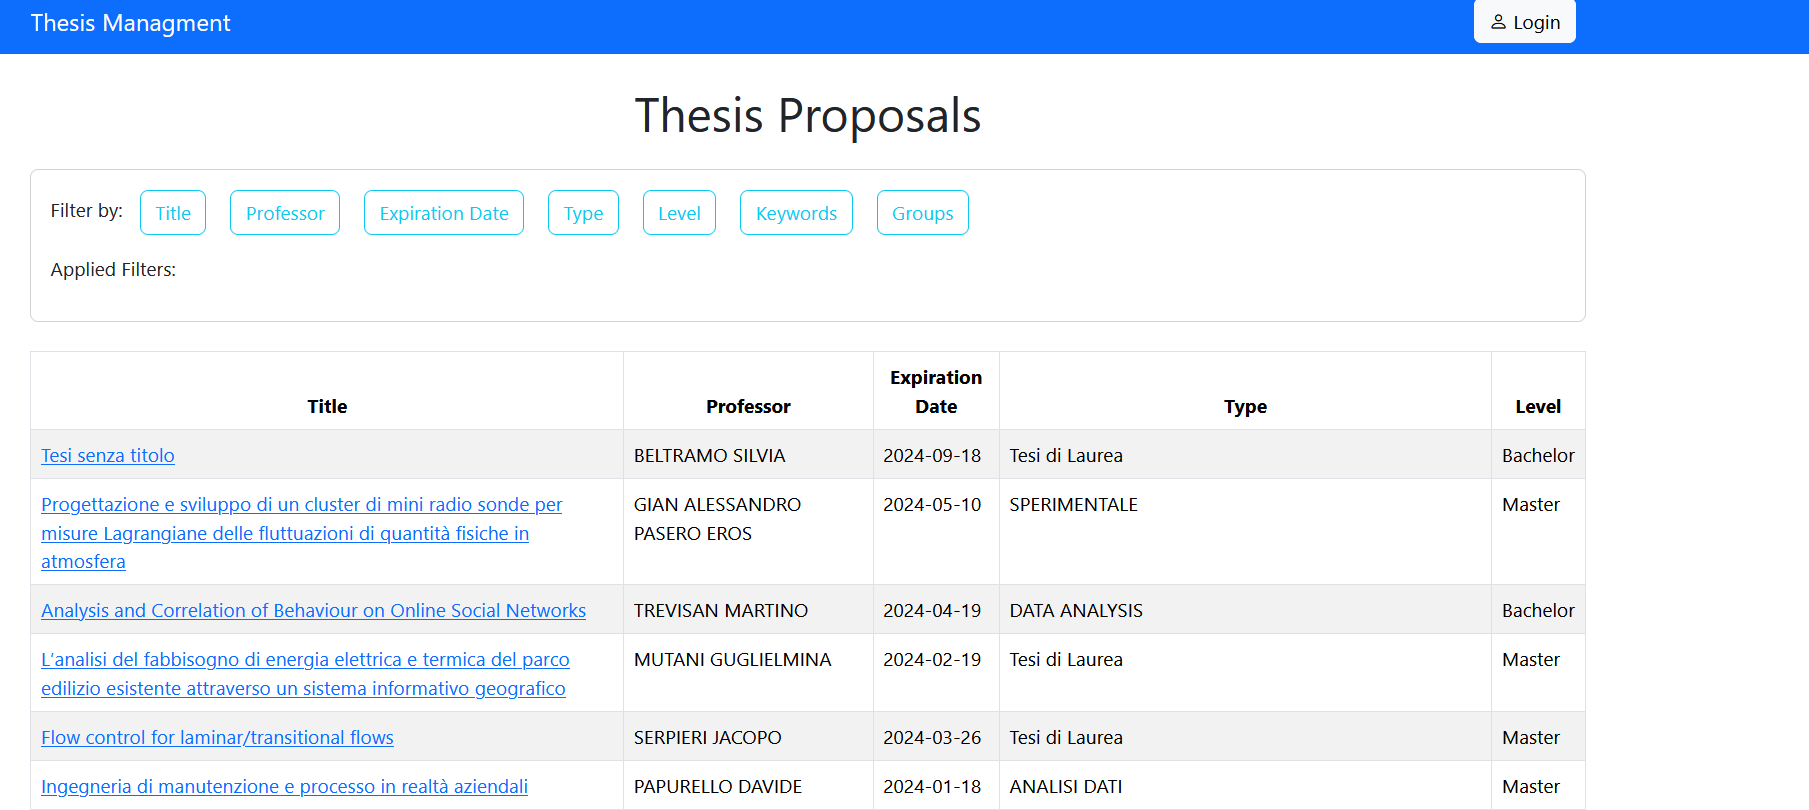 Thesis Managment
Login
Thesis Proposals
Filter by: Title Professor Expiration Date Type Level Keywords Groups
Applied Filters:
Title Professor Expiration Date Type Level
Tesi senza titolo BELTRAMO SILVIA 2024-09-18 Tesi di Laurea Bachelor
Progettazione e sviluppo di un cluster di mini radio sonde per GIAN ALESSANDRO 2024-05-10 SPERIMENTALE Master
misure Lagrangiane delle fluttuazioni di quantità fisiche in PASERO EROS
atmosfera
Analysis and Correlation of Behaviour on Online Social Networks TREVISAN MARTINO 2024-04-19 DATA ANALYSIS Bachelor
L'analisi del fabbisogno di energia elettrica e termica del parco MUTANI GUGLIELMINA 2024-02-19 Tesi di Laurea Master
edilizio esistente attraverso un sistema informativo geografico
Flow control for laminar/transitional flows SERPIERI JACOPO 2024-03-26 Tesi di Laurea Master
Ingegneria di manutenzione e processo in realtà aziendali PAPURELLO DAVIDE 2024-01-18 ANALISI DATI Master